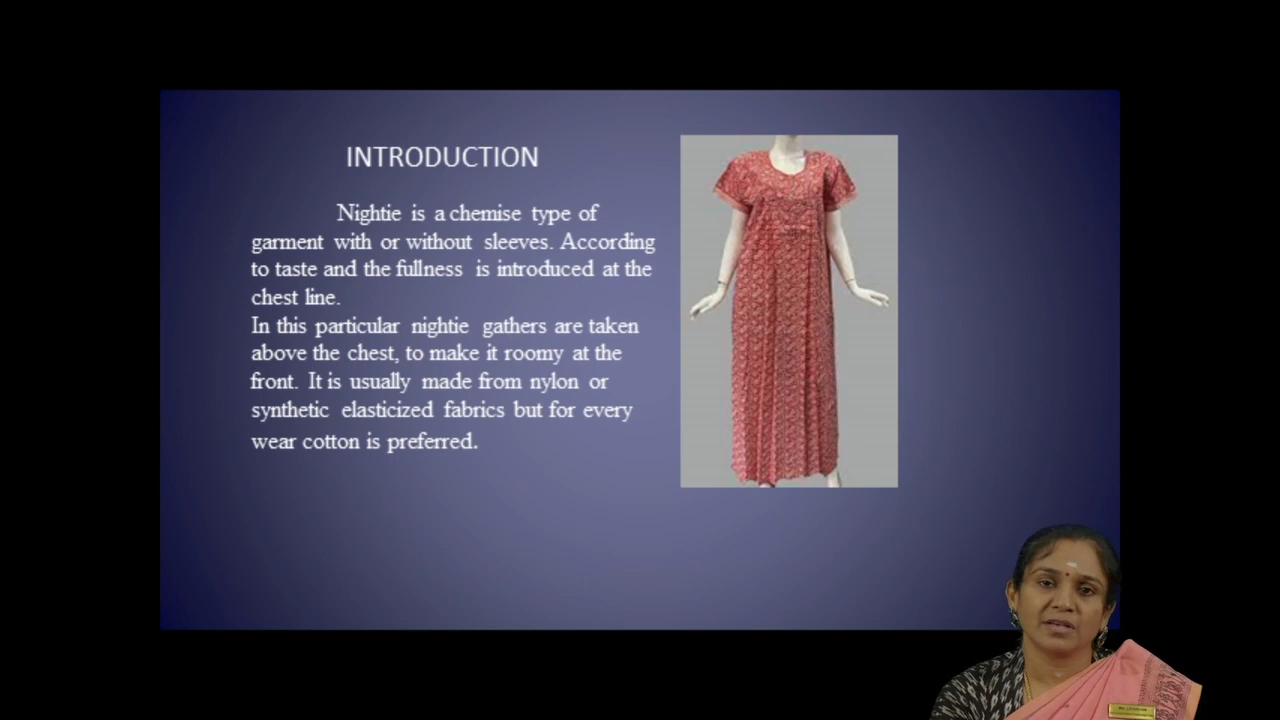 INTRODUCTION
Nightie is a chemise type of
garment with or without sleeves. According
to taste and the fullness is introduced at the
chest line.
In this particular nightie gathers are taken
above the chest, to make it roomy at the
front. It is usually made from nylon or
synthetic elasticized fabrics but for every
wear cotton is preferred.